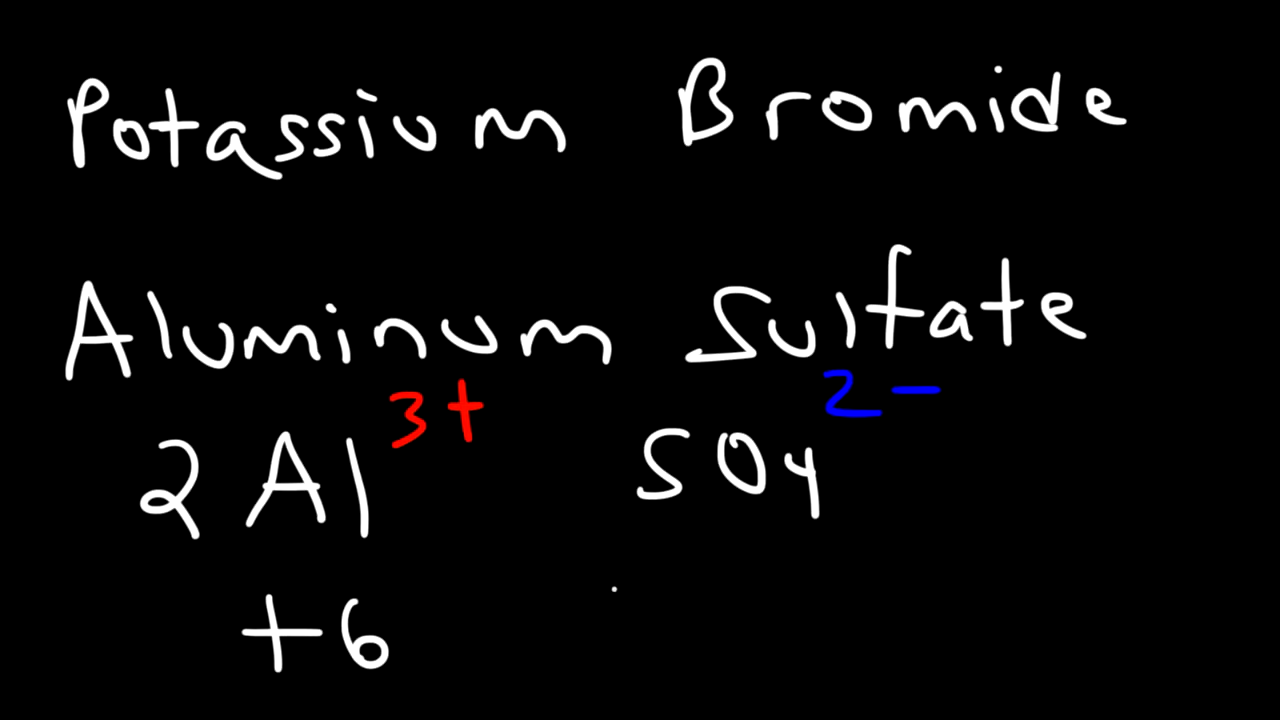 Potassium Bromide
Aluminum Sulfate
2 Al³⁺ SO₄²⁻
+6